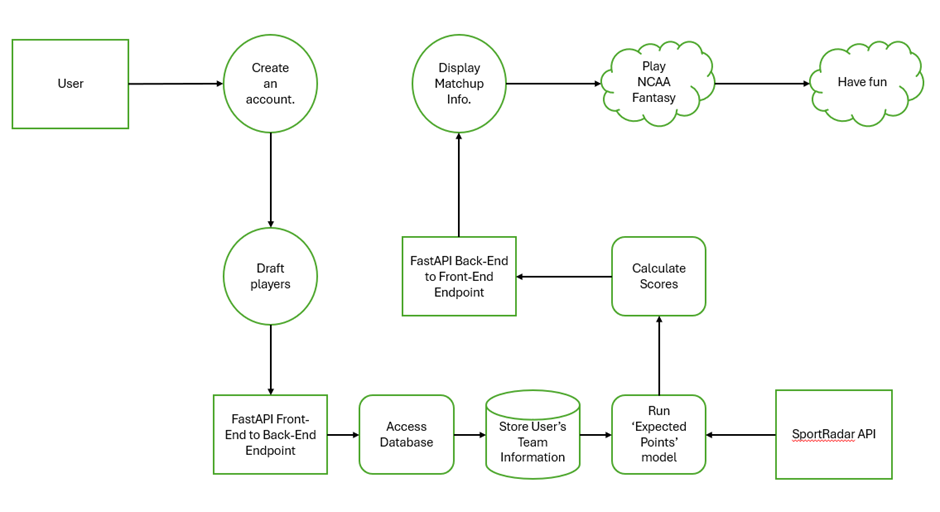 User
Create
an
account.
Display
Matchup
Info.
Play
NCAA
Fantasy
Have fun
Draft
players
FastAPI Back-End
to Front-End
Endpoint
Calculate
Scores
FastAPI Front-
End to Back-End
Endpoint
Access
Database
Store User’s
Team
Information
Run
‘Expected
Points’
model
SportRadar API